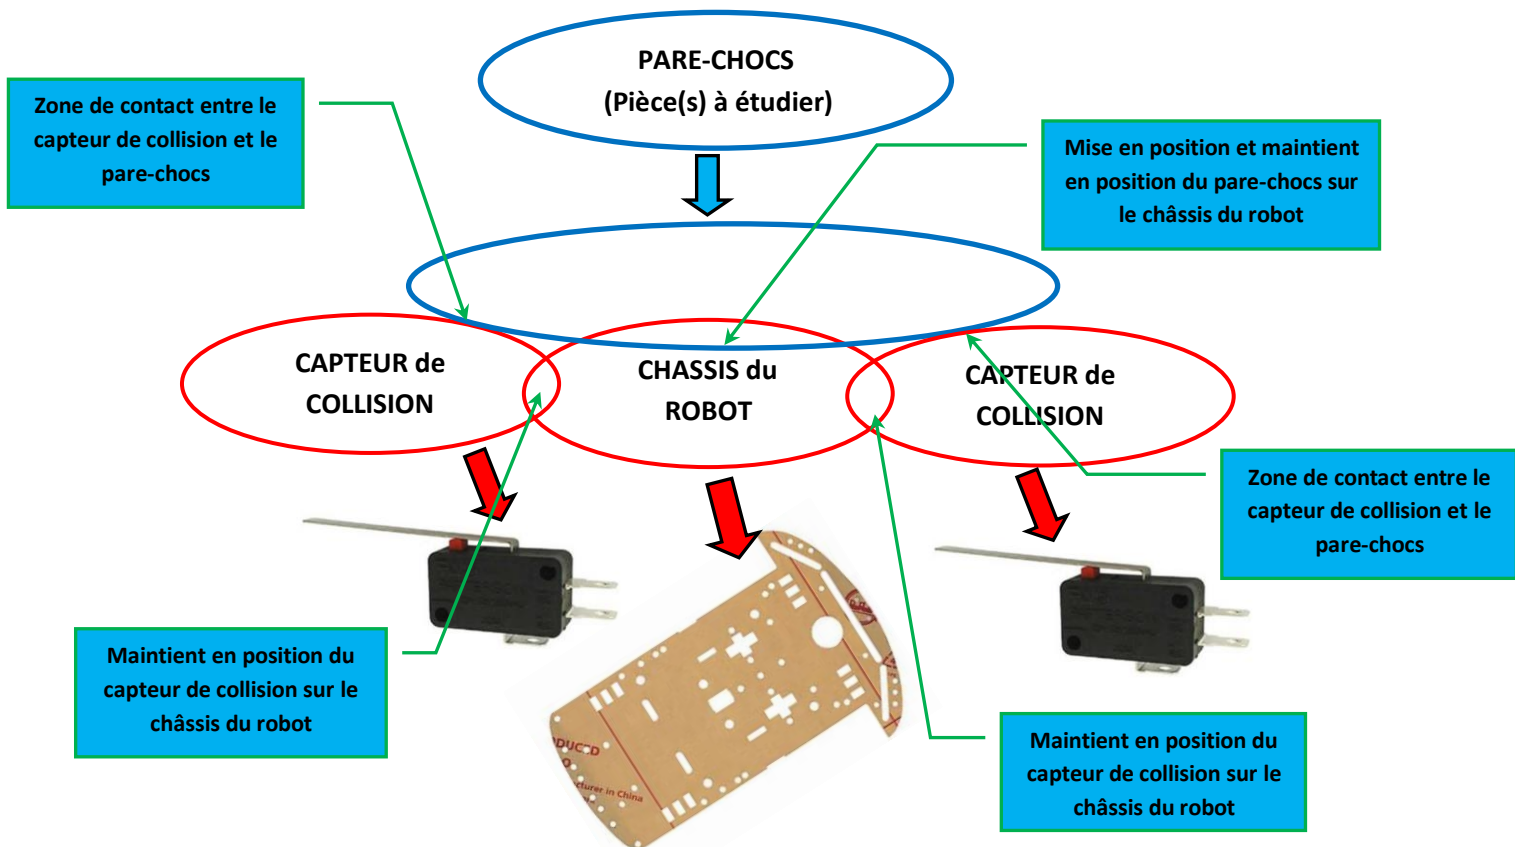 PARE-CHOCS
(Pièce(s) à étudier)
Zone de contact entre le
capteur de collision et le
pare-chocs
Mise en position et maintient
en position du pare-chocs sur
le châssis du robot
CAPTEUR de
COLLISION
CHASSIS du
ROBOT
CAPTEUR de
COLLISION
Zone de contact entre le
capteur de collision et le
pare-chocs
Maintient en position du
capteur de collision sur le
châssis du robot
Maintient en position du
capteur de collision sur le
châssis du robot
in China